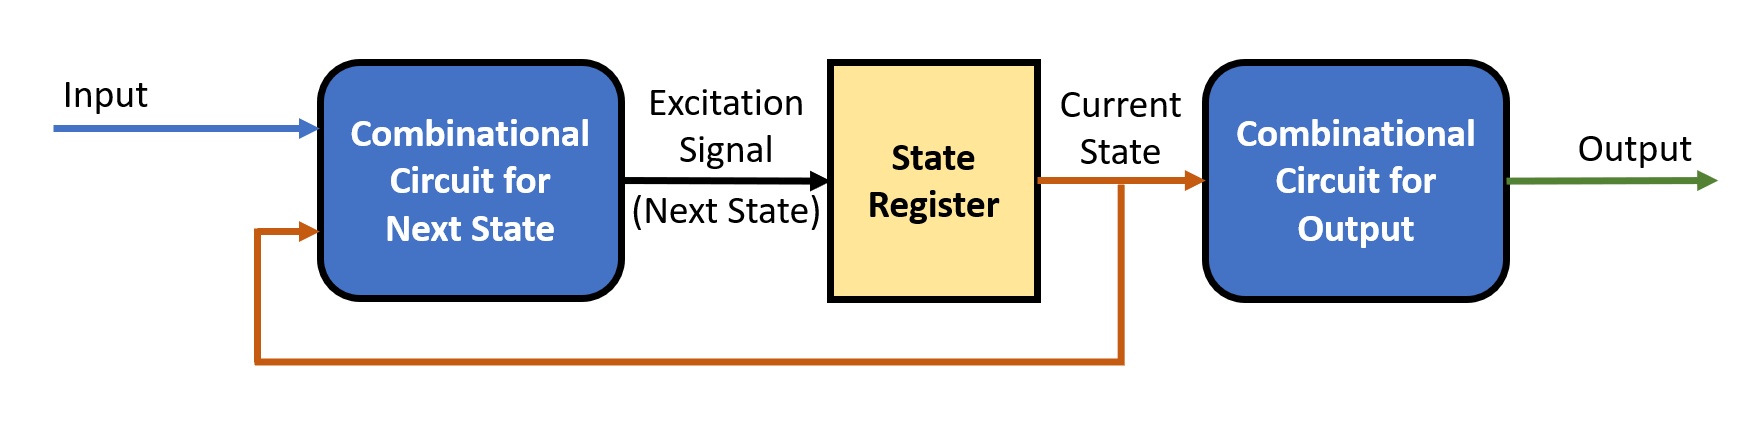 Input
Combinational
Circuit for
Next State
Excitation
Signal
(Next State)
State
Register
Current
State
Combinational
Circuit for
Output
Output